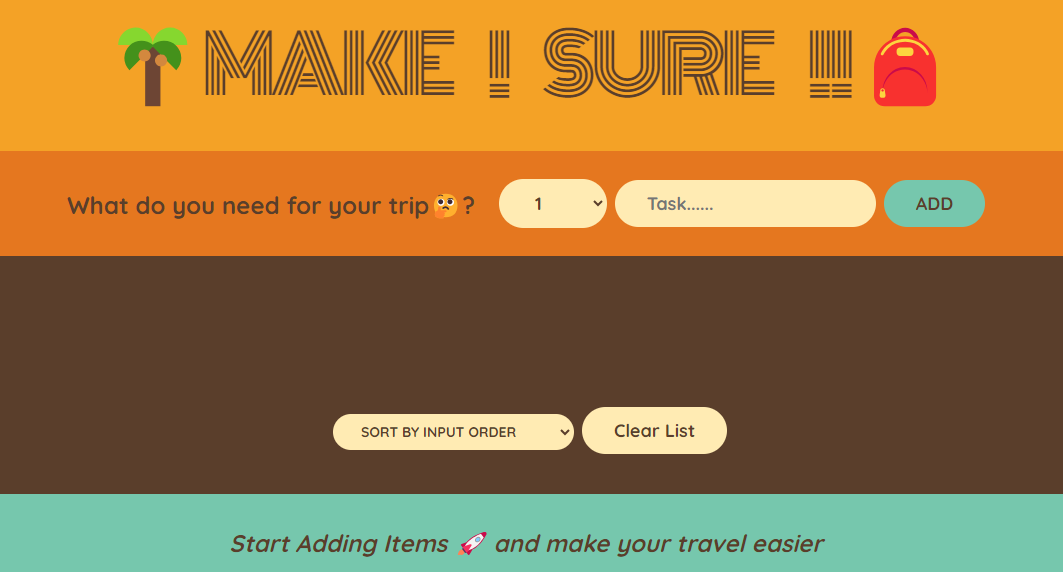 🌴 MAKE ! SURE !! 🎒
What do you need for your trip🤔? 1 Task...... ADD
SORT BY INPUT ORDER Clear List
Start Adding Items 🚀 and make your travel easier